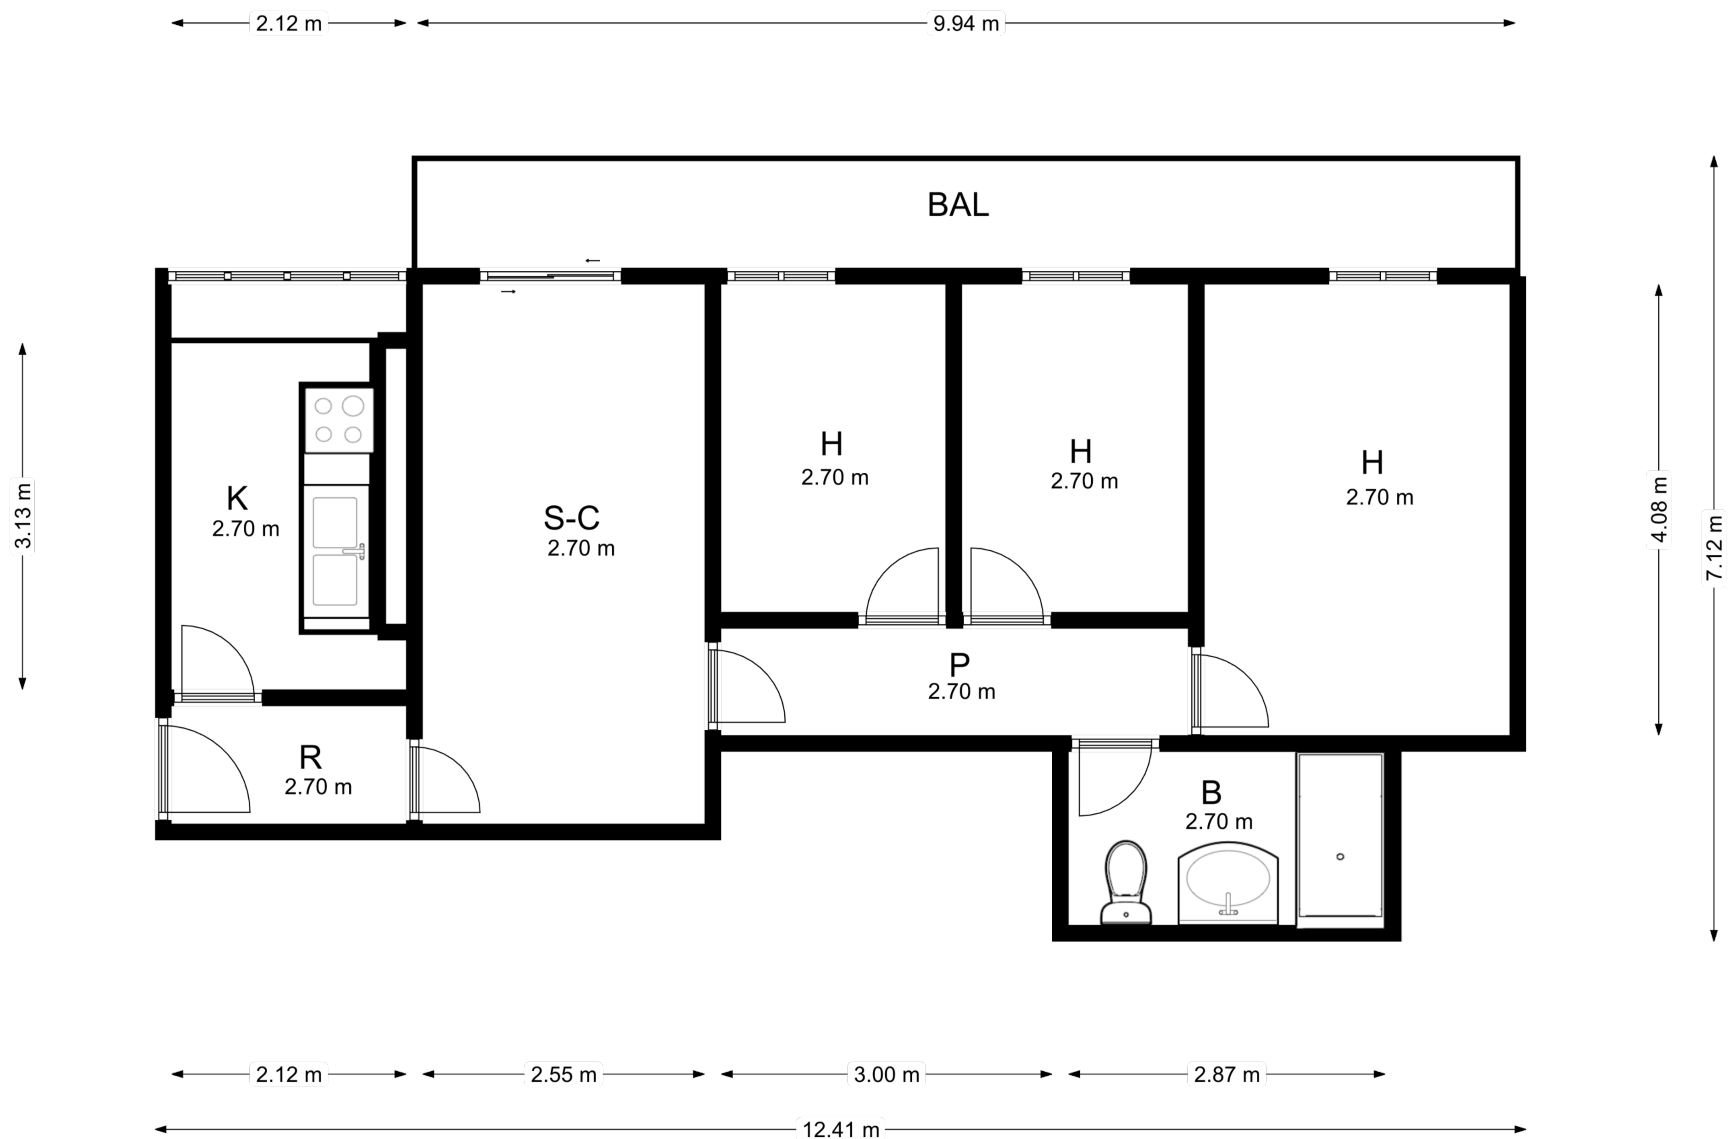 2.12 m
9.94 m
BAL
H
2.70 m
H
2.70 m
H
2.70 m
K
2.70 m
S-C
2.70 m
3.13 m
4.08 m
7.12 m
P
2.70 m
R
2.70 m
B
2.70 m
2.12 m
2.55 m
3.00 m
2.87 m
12.41 m